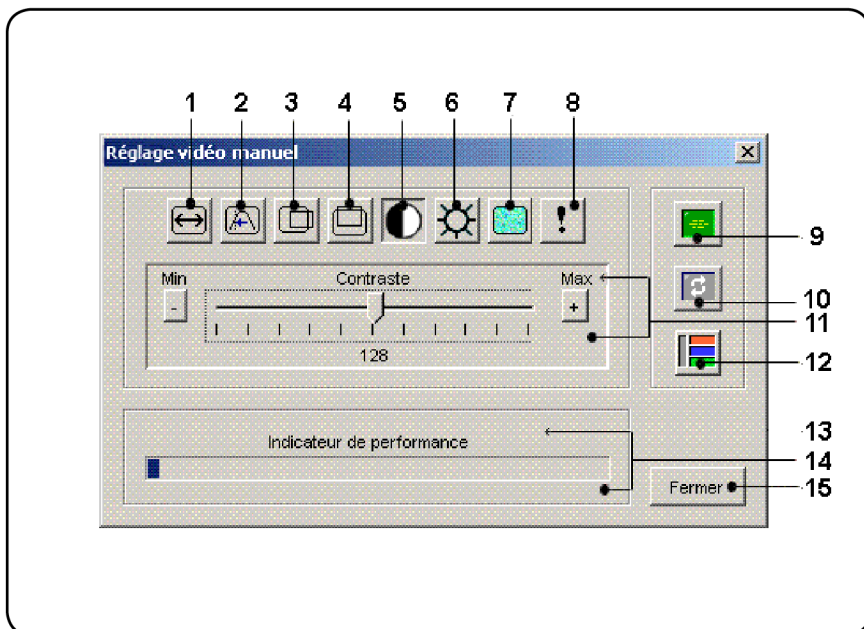 1 2 3 4 5 6 7 8
Réglage vidéo manuel
Min Contraste Max
- +
128
9
10
11
12
Indicateur de performance
13
14
Fermer 15